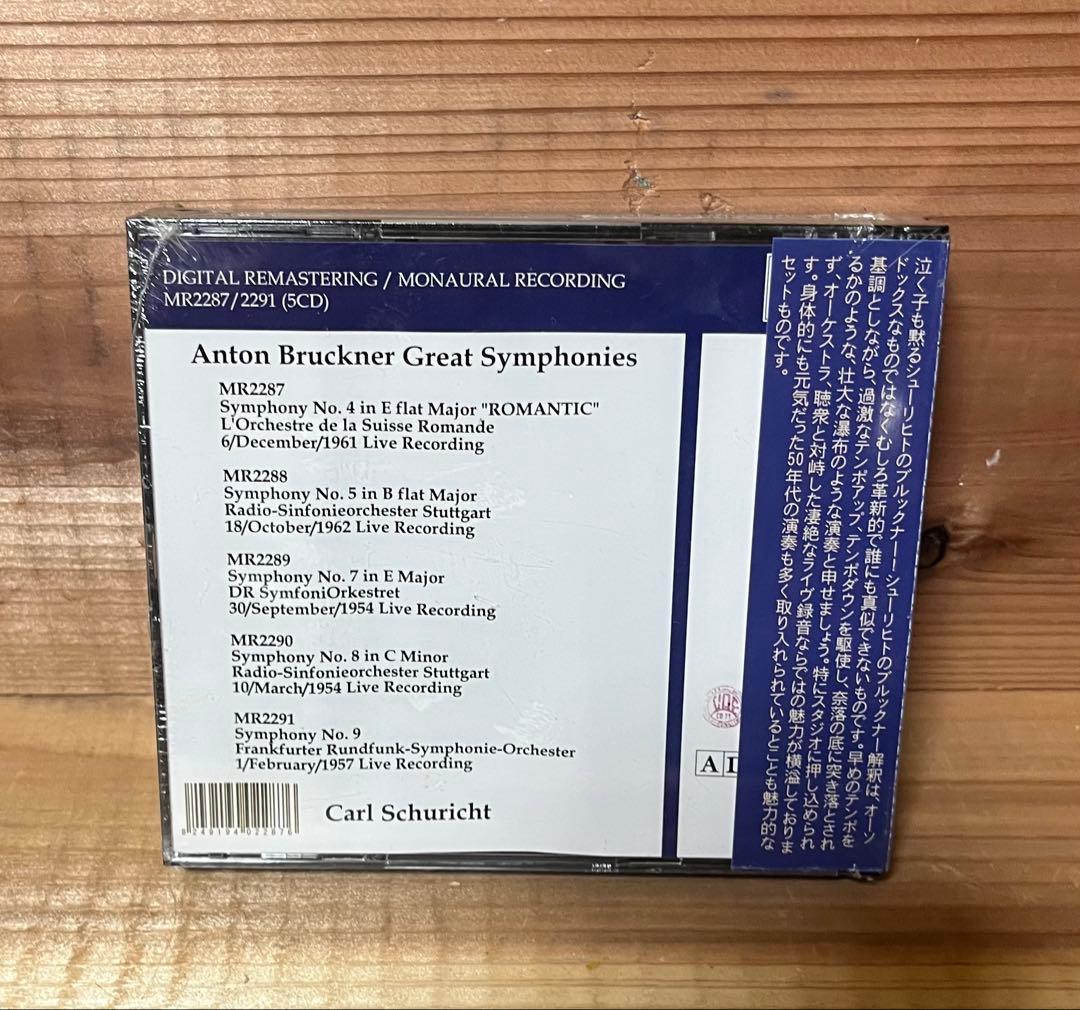 DIGITAL REMASTERING / MONAURAL RECORDING
MR2287/2291 (5CD)
Anton Bruckner Great Symphonies
MR2287
Symphony No. 4 in E flat Major "ROMANTIC"
L'Orchestre de la Suisse Romande
6/December/1961 Live Recording
MR2288
Symphony No. 5 in B flat Major
Radio-Sinfonieorchester Stuttgart
18/October/1962 Live Recording
MR2289
Symphony No. 7 in E Major
DR SymfoniOrkestret
30/September/1954 Live Recording
MR2290
Symphony No. 8 in C Minor
Radio-Sinfonieorchester Stuttgart
10/March/1954 Live Recording
MR2291
Symphony No. 9
Frankfurter Rundfunk-Symphonie-Orchester
1/February/1957 Live Recording
Carl Schuricht
8249194022876
A
泣く子も黙るシューリヒトのブルックナー！シューリヒトのブルックナー解釈は、オーソ
ドックスなものではなくむしろ革新的で誰にも真似できないものです。早めのテンポを
基調としながら、過激なテンポアップ、テンポダウンを駆使し、奈落の底に突き落とされ
るかのような、壮大な瀑布のような演奏と申せましょう。特にスタジオに押し込められ
ず、オーケストラ、聴衆と対峙した凄絶なライヴ録音ならではの魅力が横溢しておりま
す。身体的にも元気だった50年代の演奏も多く取り入れられているとことも魅力的な
セットものです。